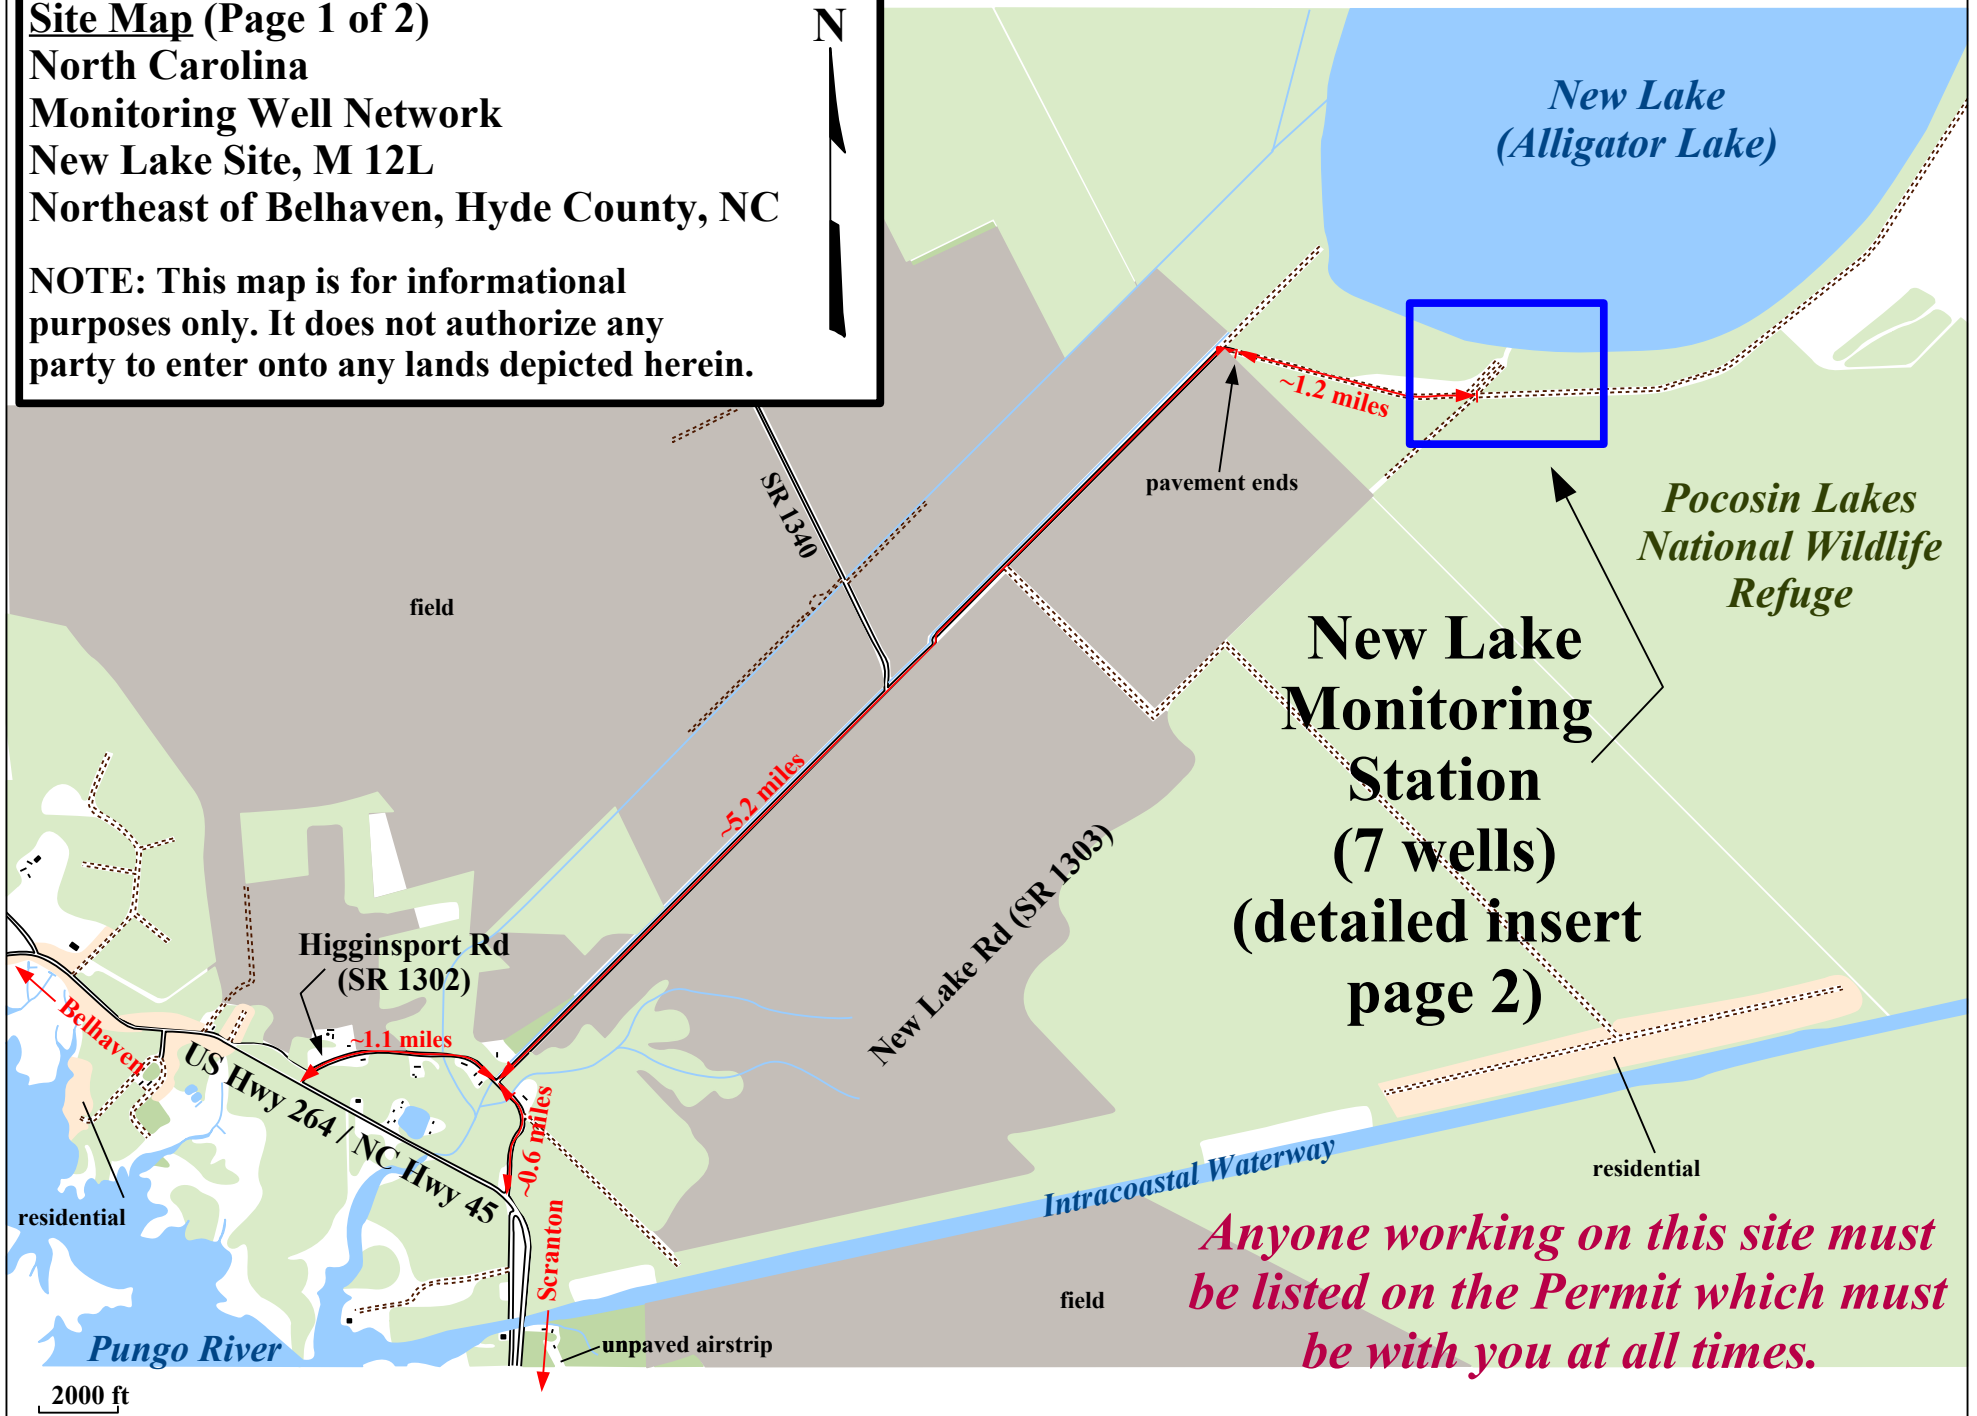 Site Map (Page 1 of 2)
North Carolina
Monitoring Well Network
New Lake Site, M 12L
Northeast of Belhaven, Hyde County, NC
NOTE: This map is for informational
purposes only. It does not authorize any
party to enter onto any lands depicted herein.
N
New Lake
(Alligator Lake)
~1.2 miles
pavement ends
SR 1340
Pocosin Lakes
National Wildlife
Refuge
field
New Lake
Monitoring
Station
(7 wells)
(detailed insert
page 2)
~5.2 miles
New Lake Rd (SR 1303)
Higginsport Rd
(SR 1302)
Belhaven
~1.1 miles
US Hwy 264 / NC Hwy 45
~0.6 miles
residential
Intracoastal Waterway
residential
Scranton
field
unpaved airstrip
Pungo River
Anyone working on this site must
be listed on the Permit which must
be with you at all times.
2000 ft